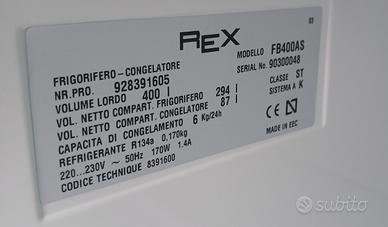 REX
03
FRIGORIFERO-CONGELATORE
MODELLO FB400AS
NR.PRO. 928391605
SERIAL No. 90300048
VOLUME LORDO 400 l
CLASSE ST
VOL. NETTO COMPART. FRIGORIFERO 294 l
SISTEMA A K
VOL. NETTO COMPART. CONGELATORE 87 l
CAPACITA DI CONGELAMENTO 6 Kg/24h
REFRIGERANTE R134a 0.170kg
220...230V ~ 50Hz 170W 1.4A
MADE IN EEC
CODICE TECHNIQUE 8391600
subito